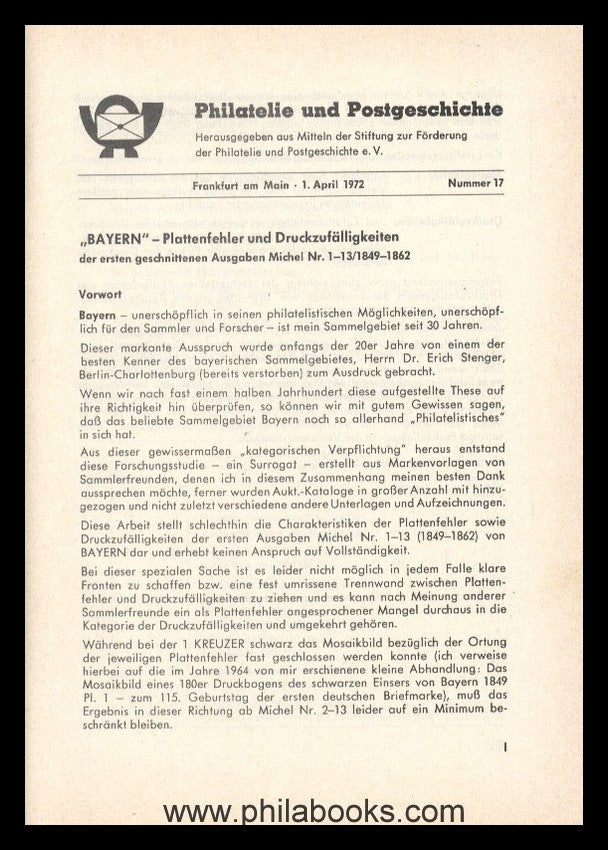 Philatelie und Postgeschichte
Herausgegeben aus Mitteln der Stiftung zur Förderung
der Philatelie und Postgeschichte e. V.
Frankfurt am Main · 1. April 1972 Nummer 17
„BAYERN“ – Plattenfehler und Druckzufälligkeiten
der ersten geschnittenen Ausgaben Michel Nr. 1–13/1849–1862
Vorwort
Bayern – unerschöpflich in seinen philatelistischen Möglichkeiten, unerschöpf-
lich für den Sammler und Forscher – ist mein Sammelgebiet seit 30 Jahren.
Dieser markante Ausspruch wurde anfangs der 20er Jahre von einem der
besten Kenner des bayerischen Sammelgebietes, Herrn Dr. Erich Stenger,
Berlin-Charlottenburg (bereits verstorben) zum Ausdruck gebracht.
Wenn wir nach fast einem halben Jahrhundert diese aufgestellte These auf
ihre Richtigkeit hin überprüfen, so können wir mit gutem Gewissen sagen,
daß das beliebte Sammelgebiet Bayern noch so allerhand „Philatelistisches“
in sich hat.
Aus dieser gewissermaßen „kategorischen Verpflichtung“ heraus entstand
diese Forschungsstudie – ein Surrogat – erstellt aus Markenvorlagen von
Sammlerfreunden, denen ich in diesem Zusammenhang meinen besten Dank
aussprechen möchte, ferner wurden Aukt.-Kataloge in großer Anzahl mit hinzu-
gezogen und nicht zuletzt verschiedene andere Unterlagen und Aufzeichnungen.
Diese Arbeit stellt schlechthin die Charakteristiken der Plattenfehler sowie
Druckzufälligkeiten der ersten Ausgaben Michel Nr. 1–13 (1849–1862) von
BAYERN dar und erhebt keinen Anspruch auf Vollständigkeit.
Bei dieser spezialen Sache ist es leider nicht möglich in jedem Falle klare
Fronten zu schaffen bzw. eine fest umrissene Trennwand zwischen Platten-
fehler und Druckzufälligkeiten zu ziehen und es kann nach Meinung anderer
Sammlerfreunde ein als Plattenfehler angesprochener Mangel durchaus in die
Kategorie der Druckzufälligkeiten und umgekehrt gehören.
Während bei der 1 KREUZER schwarz das Mosaikbild bezüglich der Ortung
der jeweiligen Plattenfehler fast geschlossen werden konnte (ich verweise
hierbei auf die im Jahre 1964 von mir erschienene kleine Abhandlung: Das
Mosaikbild eines 180er Druckbogens des schwarzen Einsers von Bayern 1849
Pl. 1 – zum 115. Geburtstag der ersten deutschen Briefmarke), muß das
Ergebnis in dieser Richtung ab Michel Nr. 2–13 leider auf ein Minimum be-
schränkt bleiben.
I
www.philabooks.com